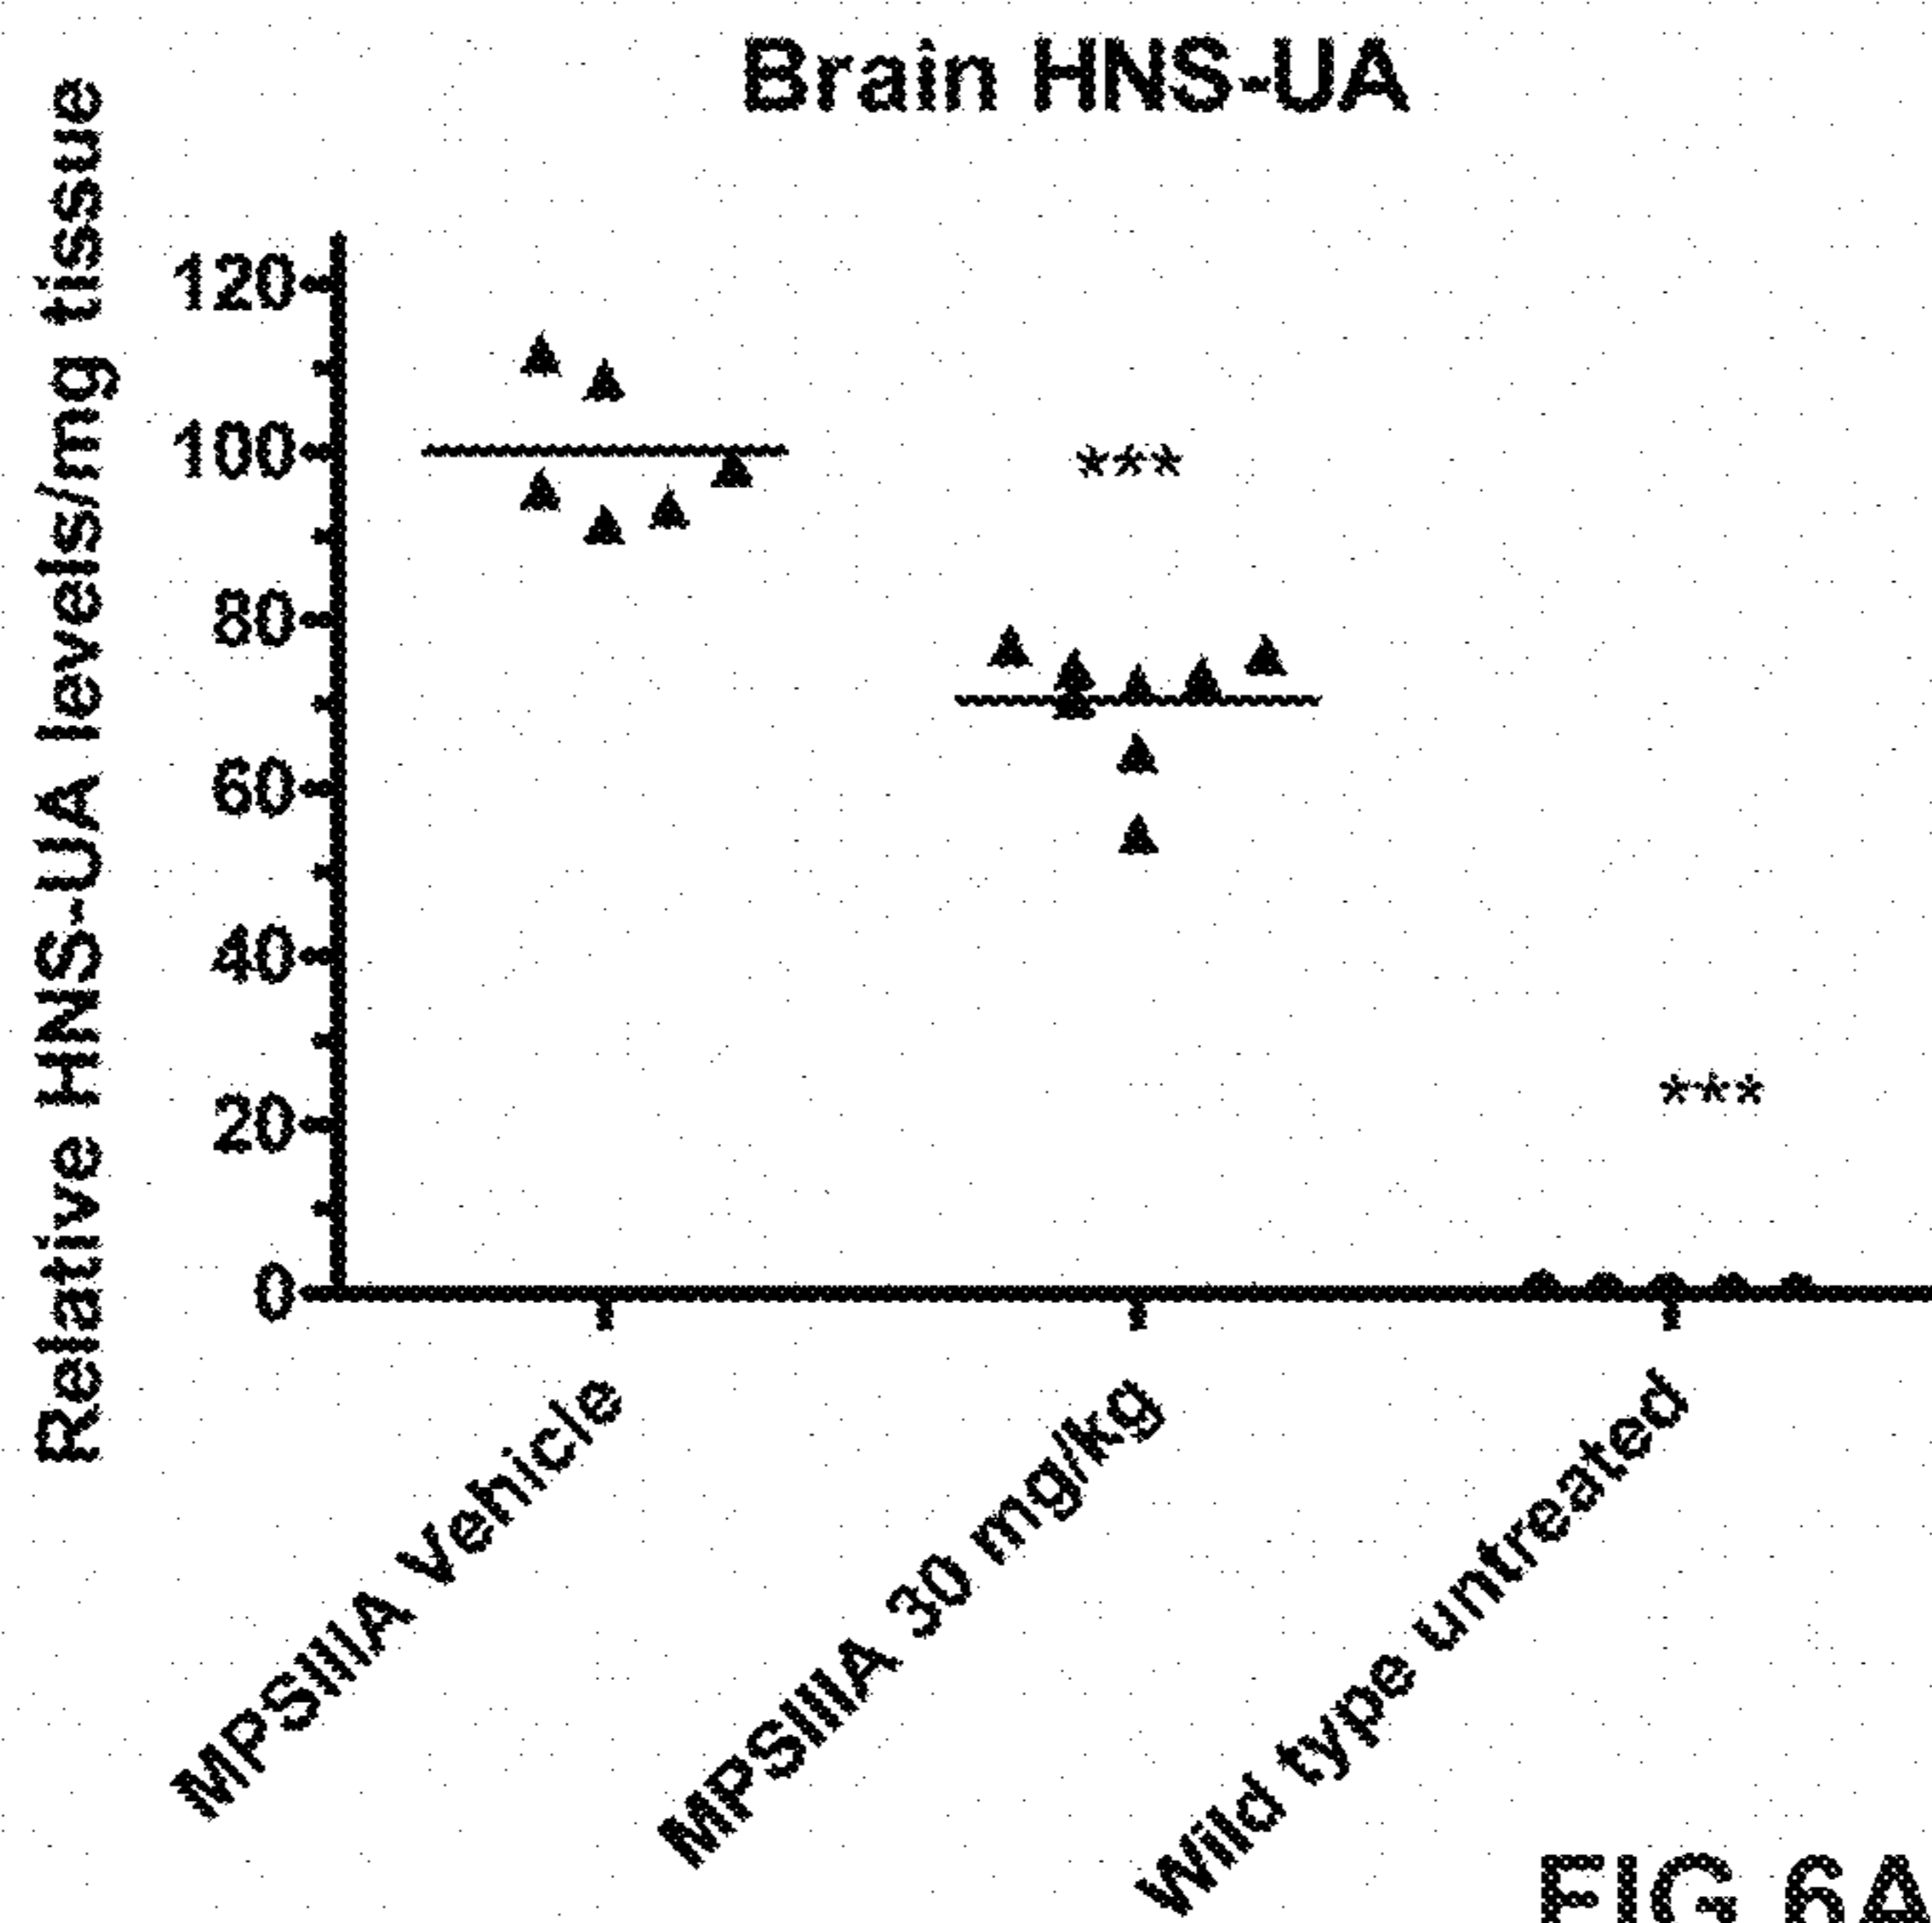 Brain HNS-UA
Relative HNS-UA levels/mg tissue
120
100
80
60
40
20
0
***
***
MPSIIIA vehicle
MPSIIIA 30 mg/kg
Wild type untreated
FIG 6A